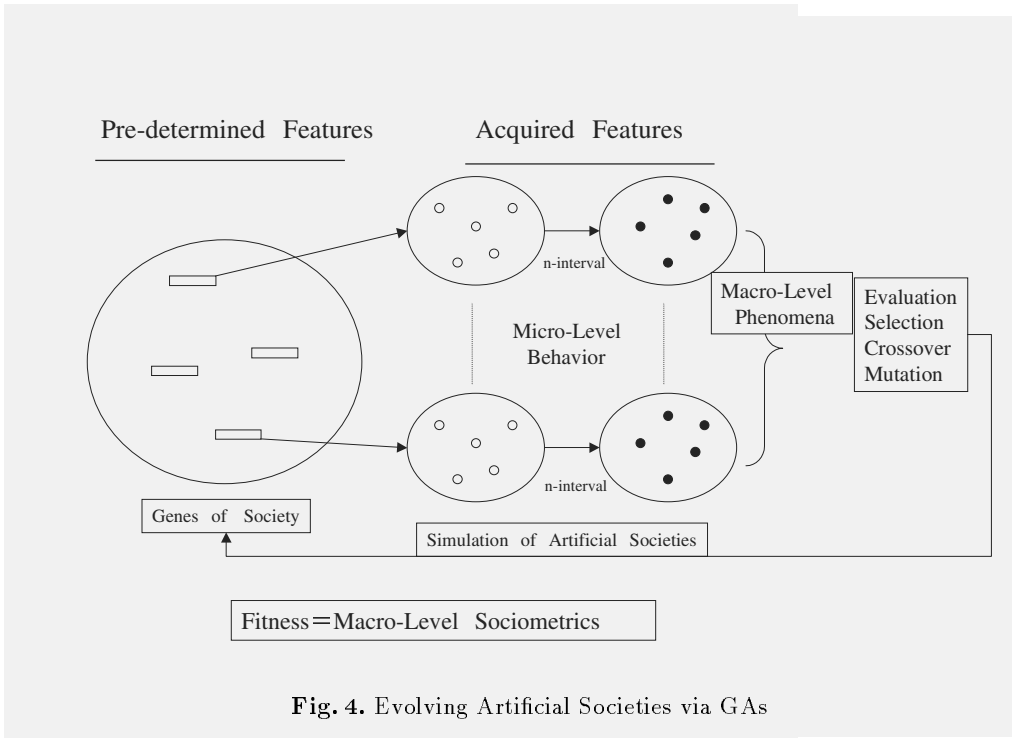 Pre-determined Features
Acquired Features
n-interval
Micro-Level
Behavior
Macro-Level
Phenomena
Evaluation
Selection
Crossover
Mutation
n-interval
Genes of Society
Simulation of Artificial Societies
Fitness=Macro-Level Sociometrics
Fig. 4. Evolving Artificial Societies via GAs